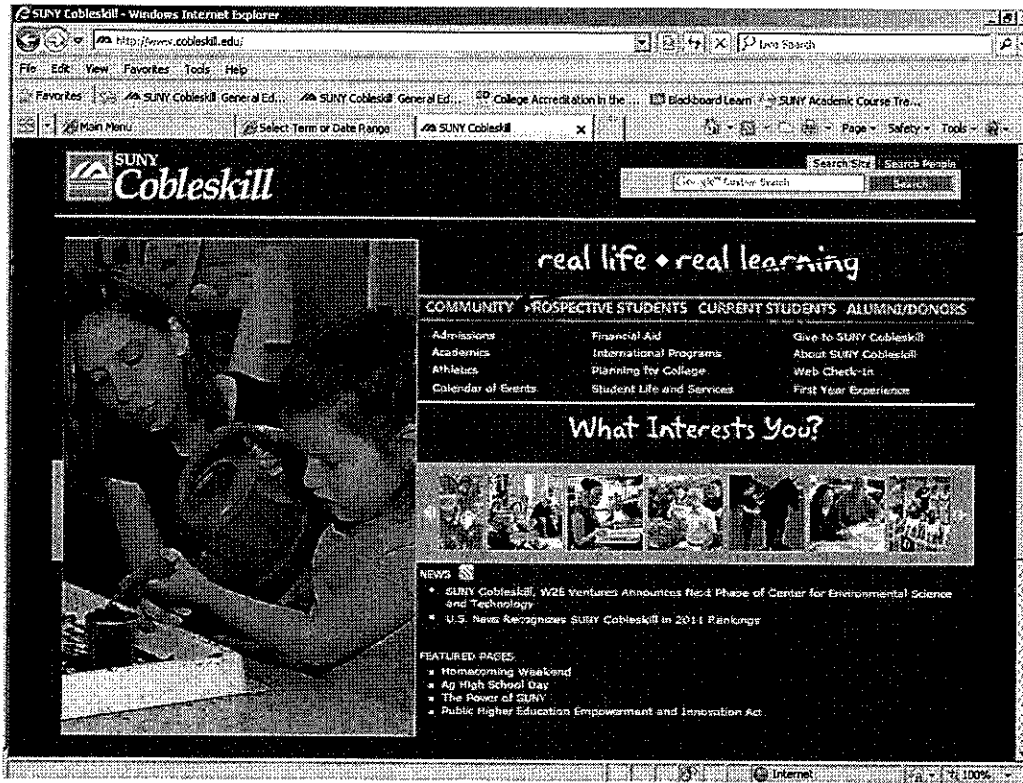 SUNY Cobleskill - Windows Internet Explorer
http://www.cobleskill.edu/
Live Search
File Edit View Favorites Tools Help
Favorites SUNY Cobleskill General Ed... SUNY Cobleskill General Ed... College Accreditation in the ... Blackboard Learn SUNY Academic Course Tra...
Main Menu Select Term or Date Range SUNY Cobleskill Page Safety Tools
SUNY
Cobleskill
Search Site Search People
Google™ Custom Search Search
real life • real learning
COMMUNITY PROSPECTIVE STUDENTS CURRENT STUDENTS ALUMNI/DONORS
Admissions Financial Aid Give to SUNY Cobleskill
Academics International Programs About SUNY Cobleskill
Athletics Planning for College Web Check-In
Calendar of Events Student Life and Services First Year Experience
What Interests You?
NEWS
• SUNY Cobleskill, W2E Ventures Announces Next Phase of Center for Environmental Science
and Technology
• U.S. News Recognizes SUNY Cobleskill in 2011 Rankings
FEATURED PAGES
Homecoming Weekend
Ag High School Day
The Power of SUNY
Public Higher Education Empowerment and Innovation Act
Internet 100%